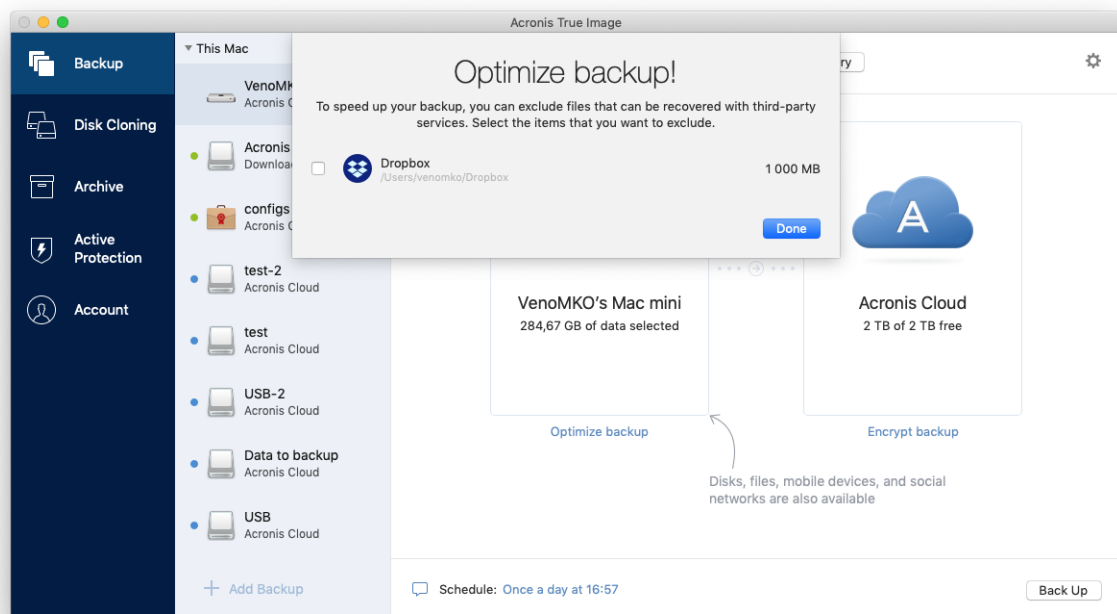 Acronis True Image
Backup
Disk Cloning
Archive
Active
Protection
Account
This Mac
Acronis
Acronis
configs
Acronis
test-2
Acronis Cloud
test
Acronis Cloud
USB-2
Acronis Cloud
Data to backup
Acronis Cloud
USB
Acronis Cloud
Add Backup
Optimize backup!
To speed up your backup, you can exclude files that can be recovered with third-party
services. Select the items that you want to exclude.
Dropbox
1 000 MB
/Users/venomko/Dropbox
Done
VenoMKO's Mac mini
284,67 GB of data selected
Optimize backup
Acronis Cloud
2 TB of 2 TB free
Encrypt backup
Disks, files, mobile devices, and social
networks are also available
Schedule: Once a day at 16:57
Back Up